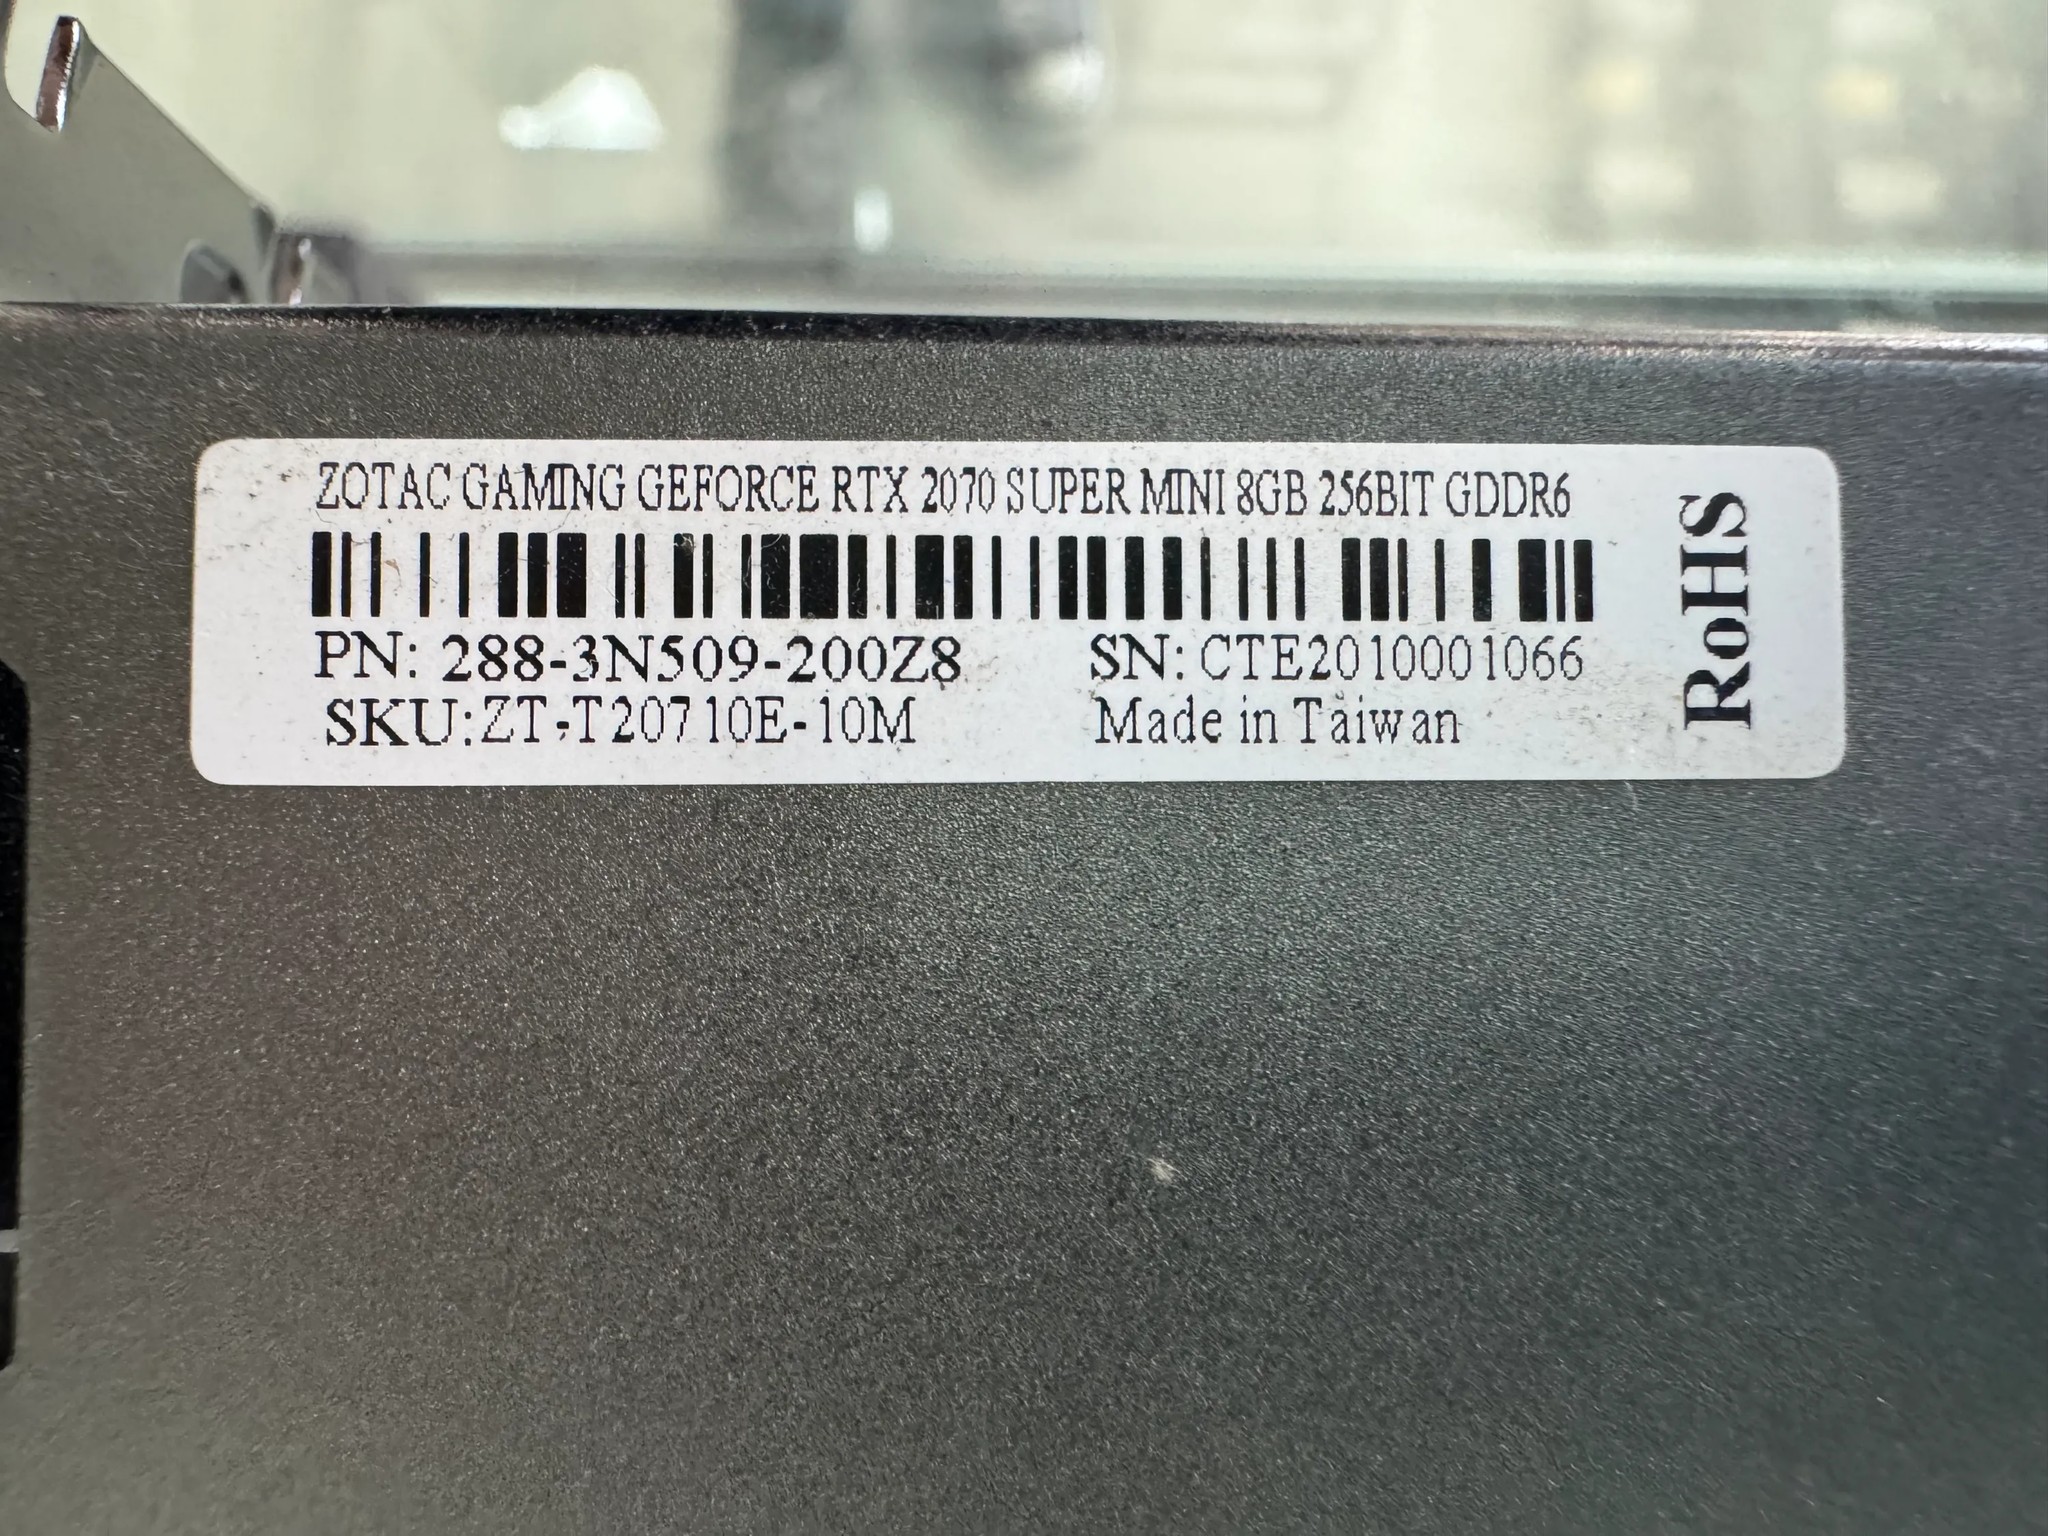 ZOTAC GAMING GEFORCE RTX 2070 SUPER MINI 8GB 256BIT GDDR6
PN: 288-3N509-200Z8
SN: CTE2010001066
SKU:ZT-T20710E-10M
Made in Taiwan
RoHS